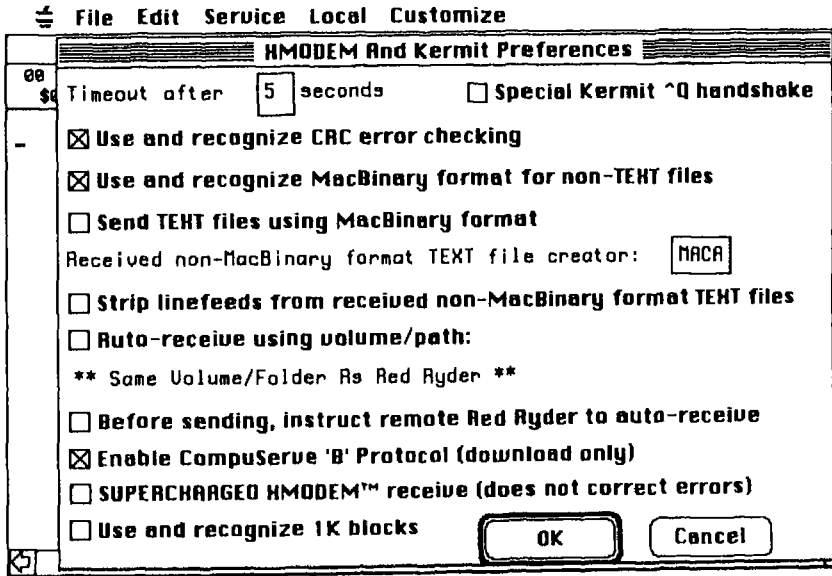 File Edit Service Local Customize
XMODEM And Kermit Preferences
00
Timeout after 5 seconds
Special Kermit ^Q handshake
Use and recognize CRC error checking
Use and recognize MacBinary format for non-TEXT files
Send TEXT files using MacBinary format
Received non-MacBinary format TEXT file creator: MACA
Strip linefeeds from received non-MacBinary format TEXT files
Auto-receive using volume/path:
** Same Volume/Folder As Red Ryder **
Before sending, instruct remote Red Ryder to auto-receive
Enable CompuServe 'B' Protocol (download only)
SUPERCHARGED XMODEM™ receive (does not correct errors)
Use and recognize 1K blocks
OK
Cancel